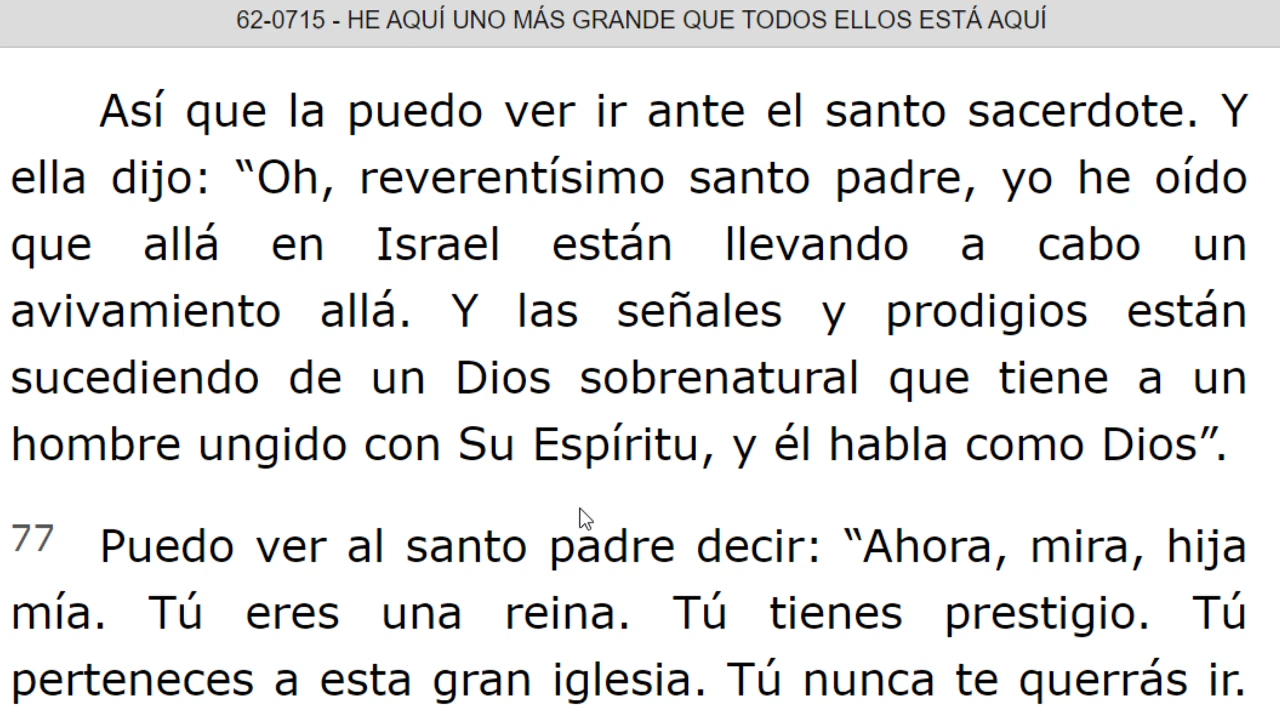 62-0715 - HE AQUÍ UNO MÁS GRANDE QUE TODOS ELLOS ESTÁ AQUÍ
Así que la puedo ver ir ante el santo sacerdote. Y
ella dijo: “Oh, reverentísimo santo padre, yo he oído
que allá en Israel están llevando a cabo un
avivamiento allá. Y las señales y prodigios están
sucediendo de un Dios sobrenatural que tiene a un
hombre ungido con Su Espíritu, y él habla como Dios”.
77 Puedo ver al santo padre decir: “Ahora, mira, hija
mía. Tú eres una reina. Tú tienes prestigio. Tú
perteneces a esta gran iglesia. Tú nunca te querrás ir.